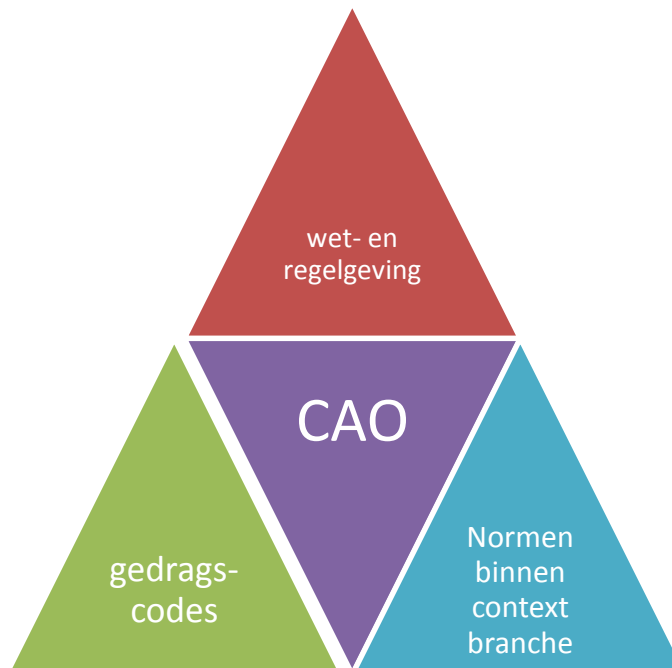 wet- en
regelgeving
CAO
gedrags-
codes
Normen
binnen
context
branche